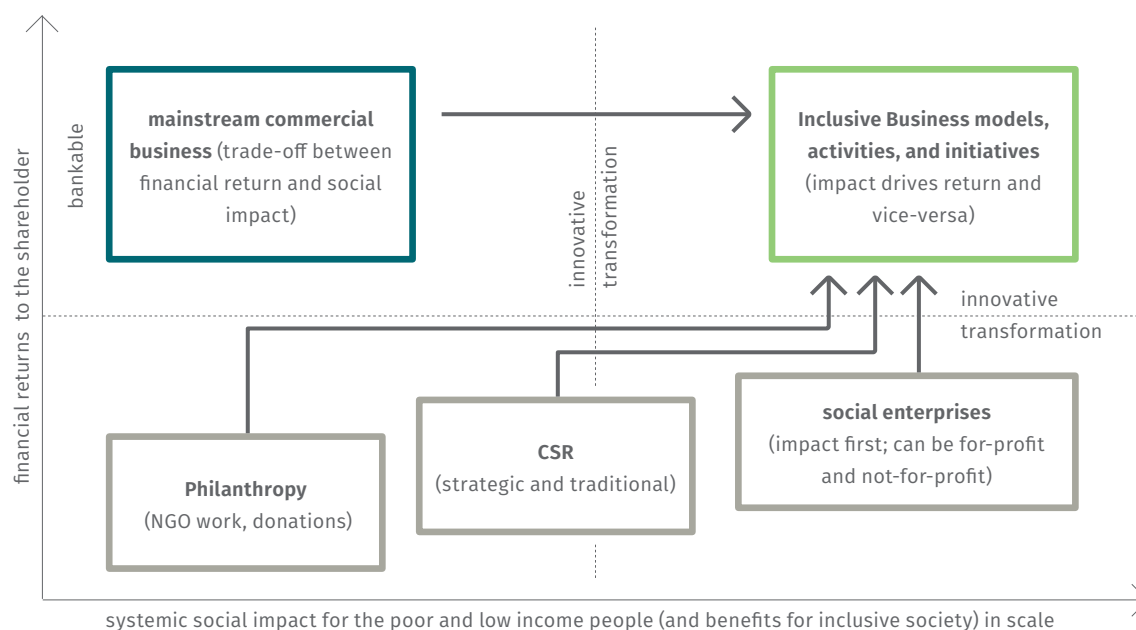 mainstream commercial
business (trade-off between
financial return and social
impact)
Inclusive Business models,
activities, and initiatives
(impact drives return and
vice-versa)
bankable
innovative
transformation
financial returns to the shareholder
innovative
transformation
social enterprises
(impact first; can be for-profit
and not-for-profit)
CSR
(strategic and traditional)
Philanthropy
(NGO work, donations)
systemic social impact for the poor and low income people (and benefits for inclusive society) in scale